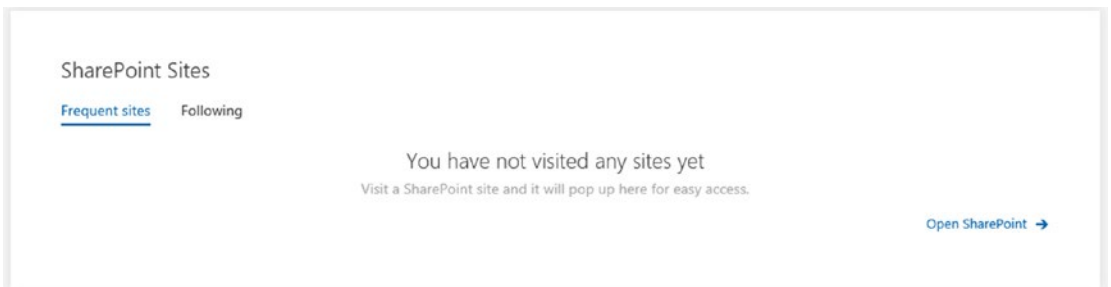 SharePoint Sites
Frequent sites Following
You have not visited any sites yet
Visit a SharePoint site and it will pop up here for easy access.
Open SharePoint →